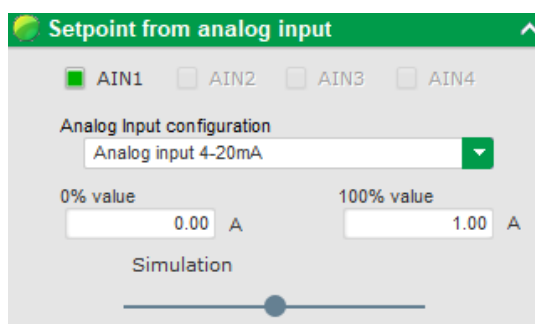 Setpoint from analog input
AIN1 AIN2 AIN3 AIN4
Analog Input configuration
Analog input 4-20mA
0% value 100% value
0.00 A 1.00 A
Simulation